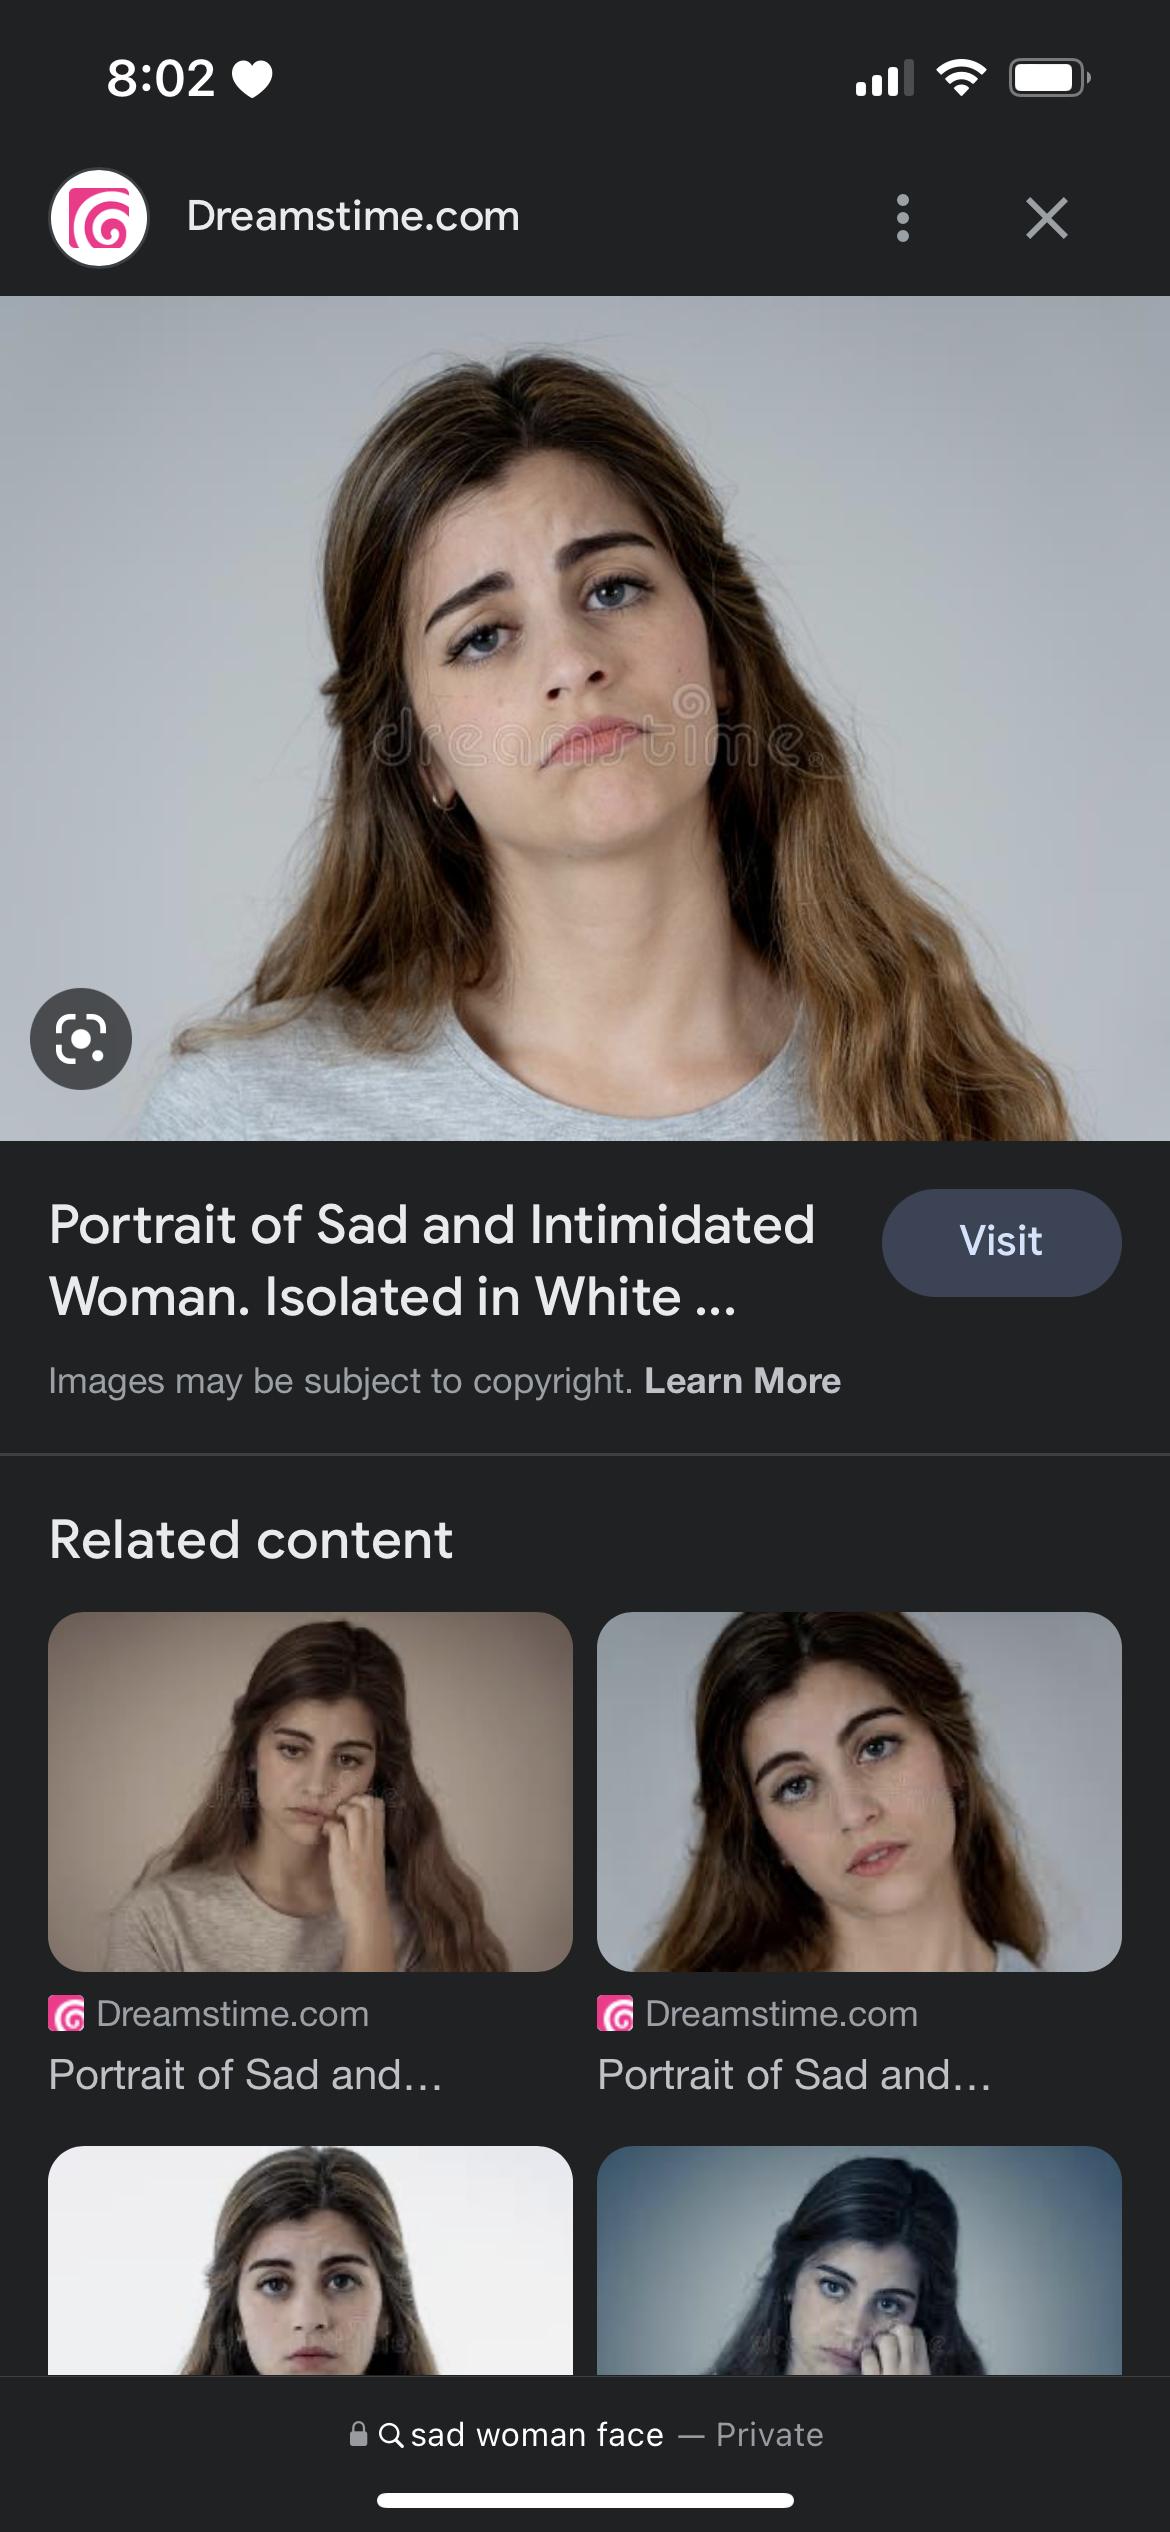 8:02
Dreamstime.com
dreamstime®
Portrait of Sad and Intimidated
Woman. Isolated in White ...
Visit
Images may be subject to copyright. Learn More
Related content
Dreamstime.com
Portrait of Sad and...
Dreamstime.com
Portrait of Sad and...
sad woman face — Private